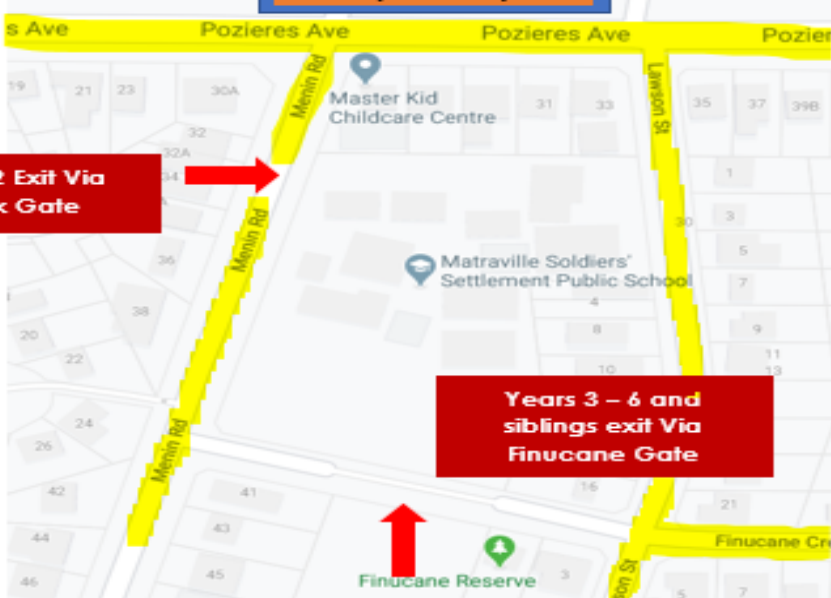 s Ave
Pozieres Ave
Pozieres Ave
Pozier
Menin Rd
Lawson St
Master Kid
Childcare Centre
19
21
23
30A
31
33
35
37
39B
32
32A
34
2 Exit Via
k Gate
1
3
30
5
7
Menin Rd
36
Matraville Soldiers'
Settlement Public School
4
38
8
9
20
22
10
11
13
Years 3 – 6 and
siblings exit Via
Finucane Gate
24
26
Menin Rd
42
41
16
21
44
43
Finucane Cre
46
45
Finucane Reserve
3
son St
5
7